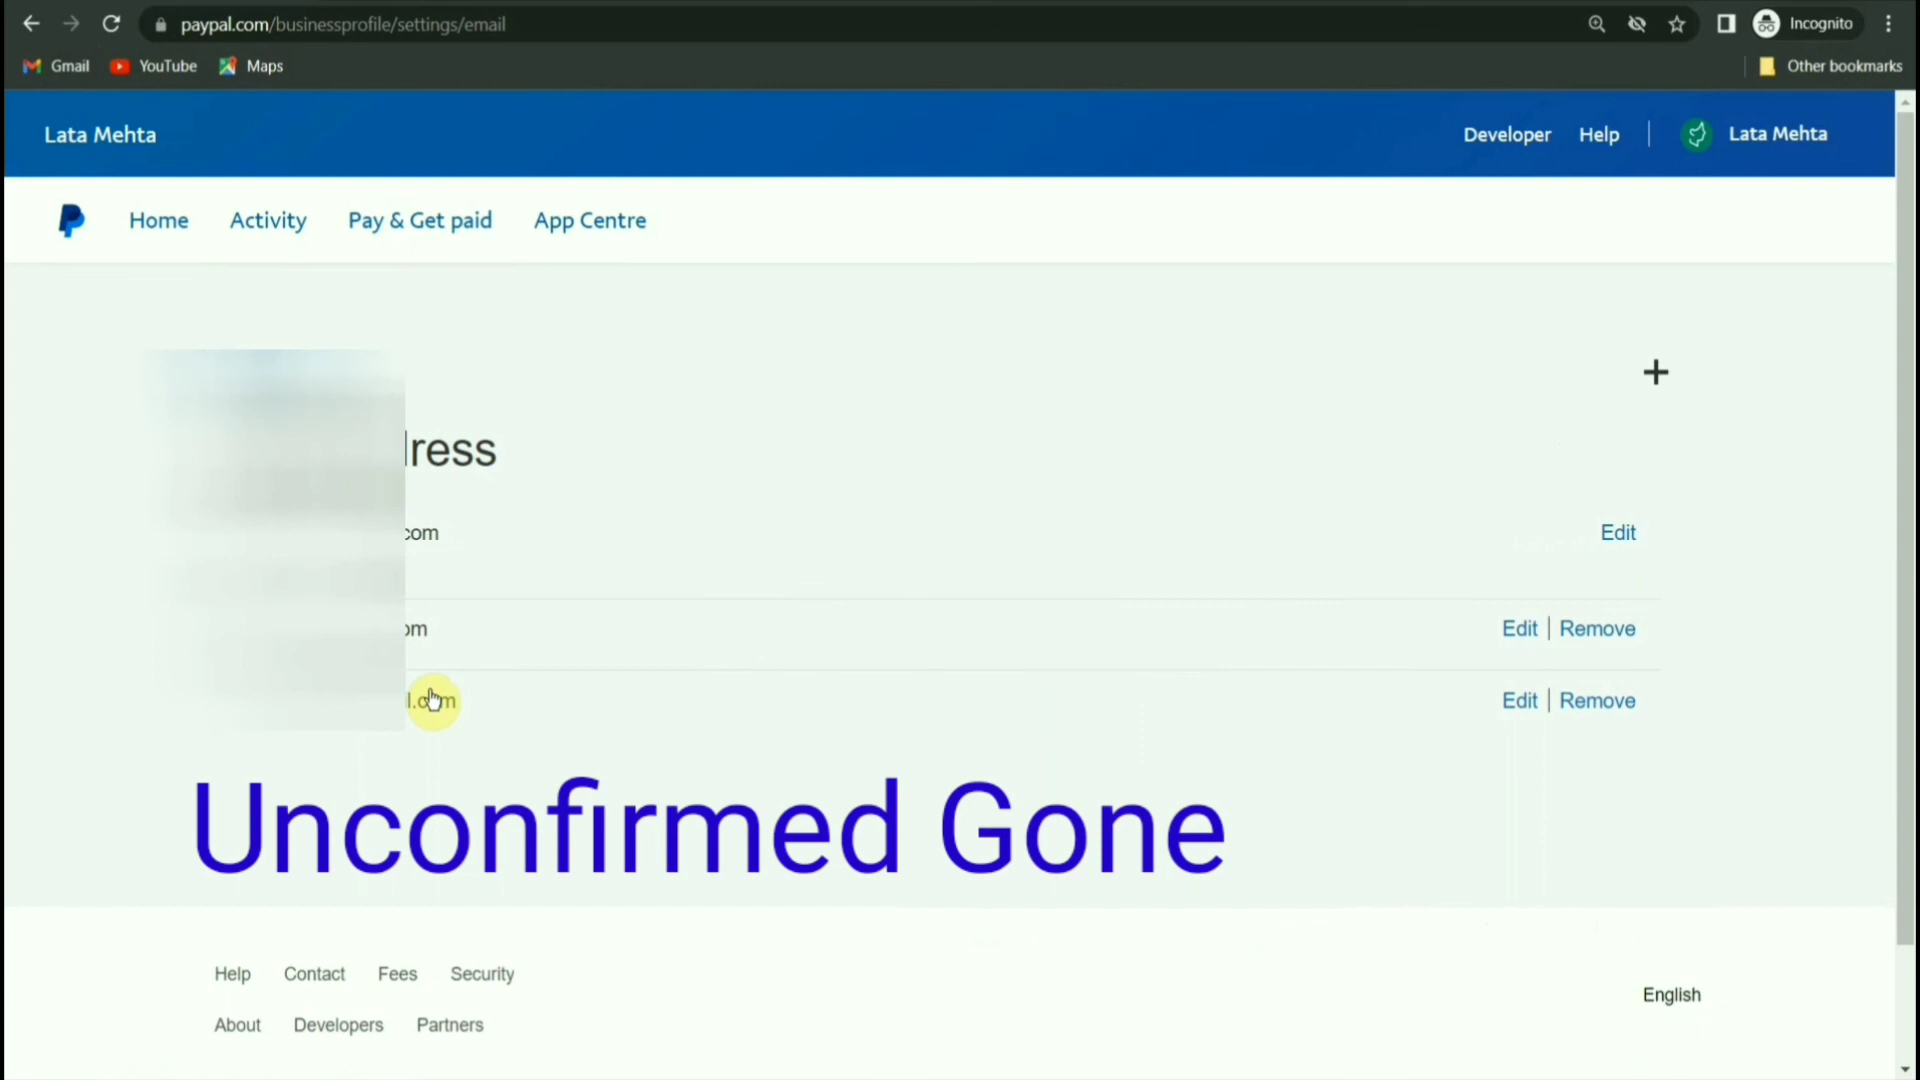 paypal.com/businessprofile/settings/email
Incognito
Gmail YouTube Maps Other bookmarks
Lata Mehta Developer Help Lata Mehta
Home Activity Pay & Get paid App Centre
ress
com Edit
om Edit | Remove
l.com Edit | Remove
Unconfirmed Gone
Help Contact Fees Security
English
About Developers Partners